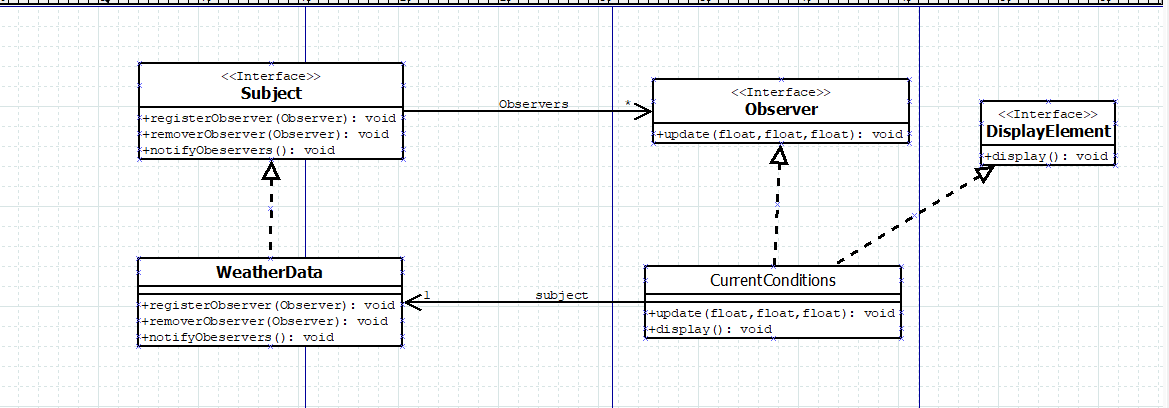 <<Interface>>
Subject
+registerObserver(Observer): void
+removerObserver(Observer): void
+notifyObeservers(): void
Observers
*
<<Interface>>
Observer
+update(float,float,float): void
<<Interface>>
DisplayElement
+display(): void
WeatherData
+registerObserver(Observer): void
+removerObserver(Observer): void
+notifyObeservers(): void
1
subject
CurrentConditions
+update(float,float,float): void
+display(): void